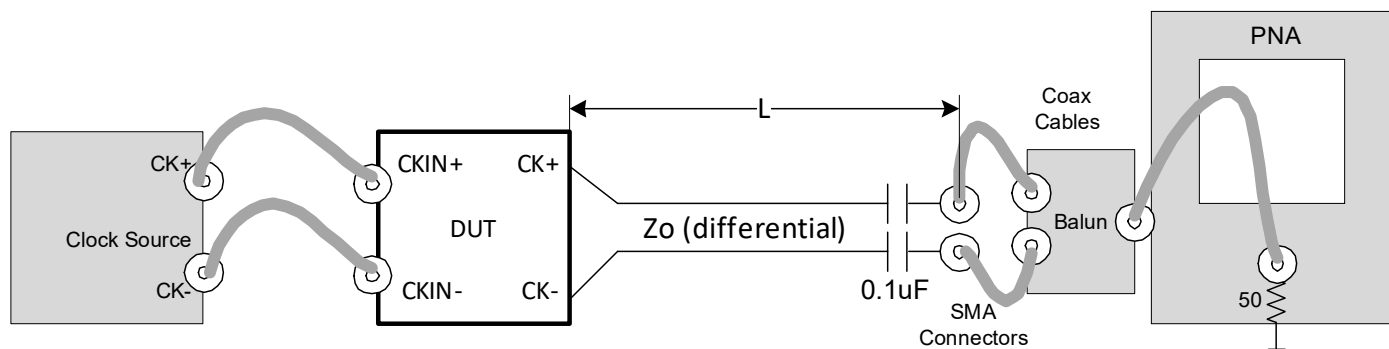 PNA
L
Coax
Cables
CK+
CKIN+
CK+
Clock Source
DUT
Zo (differential)
Balun
CK-
CKIN-
CK-
0.1uF
SMA
Connectors
50